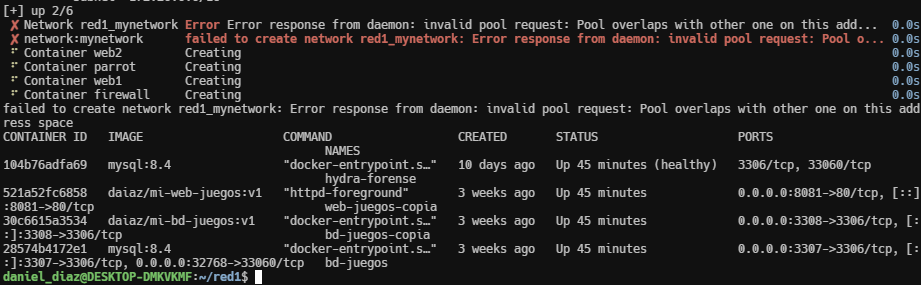 [+] up 2/6
✘ Network red1_mynetwork Error Error response from daemon: invalid pool request: Pool overlaps with other one on this add... 0.0s
✘ network:mynetwork failed to create network red1_mynetwork: Error response from daemon: invalid pool request: Pool o... 0.0s
⠋ Container web2 Creating 0.0s
⠋ Container parrot Creating 0.0s
⠋ Container web1 Creating 0.0s
⠋ Container firewall Creating 0.0s
failed to create network red1_mynetwork: Error response from daemon: invalid pool request: Pool overlaps with other one on this add
ress space
CONTAINER ID IMAGE COMMAND CREATED STATUS PORTS
NAMES
104b76adfa69 mysql:8.4 "docker-entrypoint.s…" 10 days ago Up 45 minutes (healthy) 3306/tcp, 33060/tcp
hydra-forense
521a52fc6858 daiaz/mi-web-juegos:v1 "httpd-foreground" 3 weeks ago Up 45 minutes 0.0.0.0:8081->80/tcp, [::]
:8081->80/tcp web-juegos-copia
30c6615a3534 daiaz/mi-bd-juegos:v1 "docker-entrypoint.s…" 3 weeks ago Up 45 minutes 0.0.0.0:3308->3306/tcp, [:
:]:3308->3306/tcp bd-juegos-copia
28574b4172e1 mysql:8.4 "docker-entrypoint.s…" 3 weeks ago Up 45 minutes 0.0.0.0:3307->3306/tcp, [:
:]:3307->3306/tcp, 0.0.0.0:32768->33060/tcp bd-juegos
daniel_diaz@DESKTOP-DMKVKMF:~/red1$